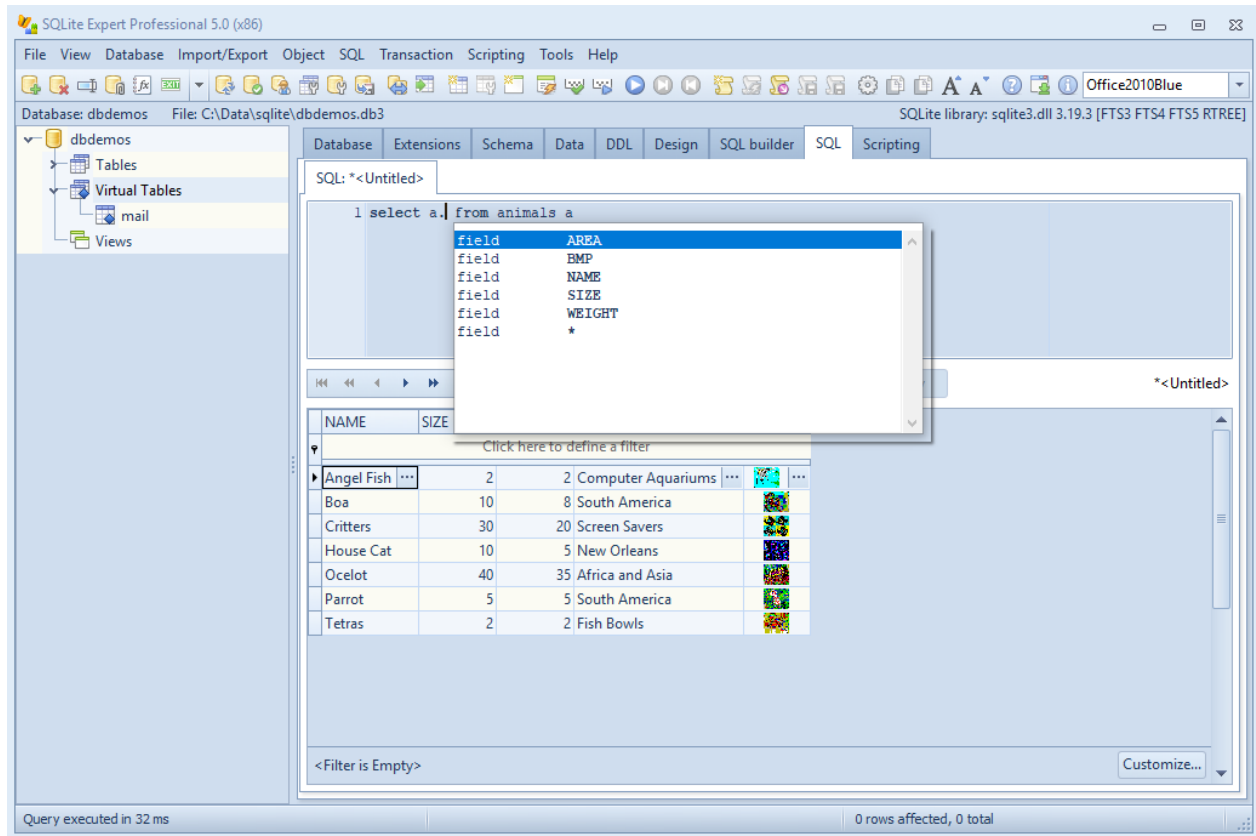 SQLite Expert Professional 5.0 (x86)
File View Database Import/Export Object SQL Transaction Scripting Tools Help
Office2010Blue
Database: dbdemos File: C:\Data\sqlite\dbdemos.db3 SQLite library: sqlite3.dll 3.19.3 [FTS3 FTS4 FTS5 RTREE]
dbdemos
Tables
Virtual Tables
mail
Views
Database Extensions Schema Data DDL Design SQL builder SQL Scripting
SQL: *<Untitled>
1 select a. from animals a
field AREA
field BMP
field NAME
field SIZE
field WEIGHT
field *
*<Untitled>
NAME SIZE
Click here to define a filter
Angel Fish ... 2 2 Computer Aquariums ... ...
Boa 10 8 South America
Critters 30 20 Screen Savers
House Cat 10 5 New Orleans
Ocelot 40 35 Africa and Asia
Parrot 5 5 South America
Tetras 2 2 Fish Bowls
<Filter is Empty> Customize...
Query executed in 32 ms 0 rows affected, 0 total